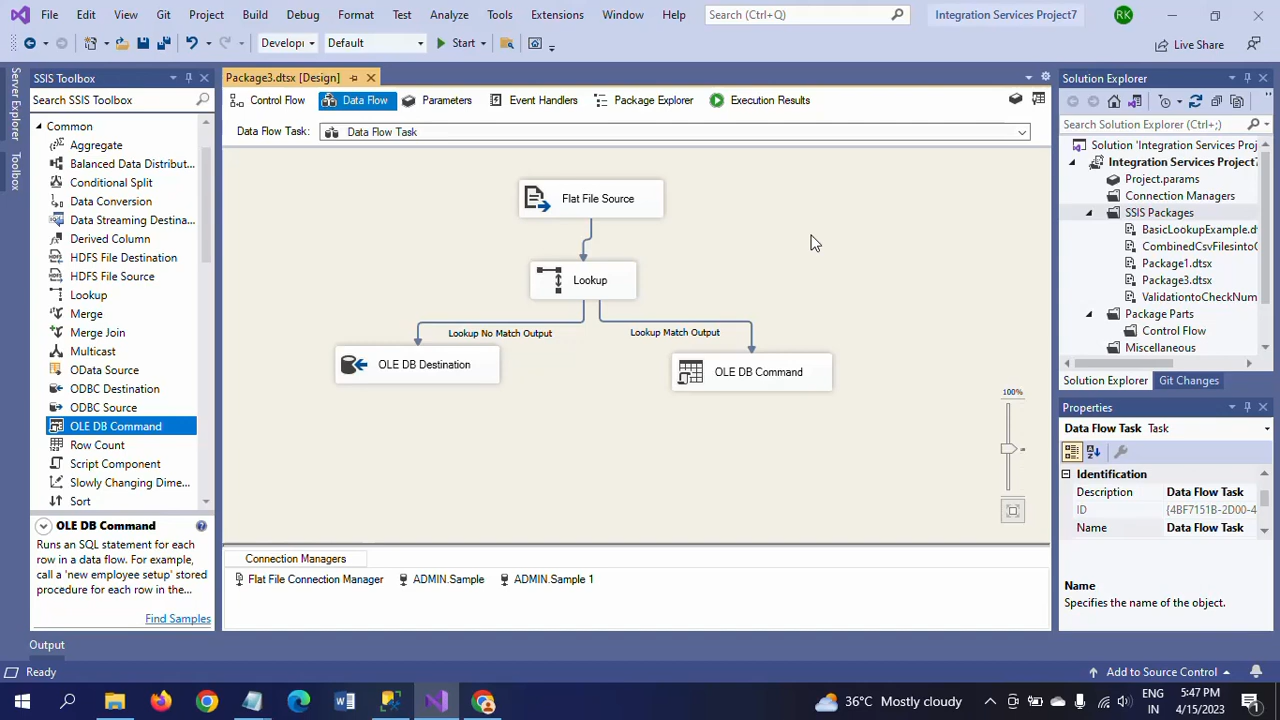 File Edit View Git Project Build Debug Format Test Analyze Tools Extensions Window Help Search (Ctrl+Q) Integration Services Project7 RK
Developi Default Start Live Share
Server Explorer
Toolbox
SSIS Toolbox
Search SSIS Toolbox
Common
Aggregate
Balanced Data Distribut...
Conditional Split
Data Conversion
Data Streaming Destina...
Derived Column
HDFS File Destination
HDFS File Source
Lookup
Merge
Merge Join
Multicast
OData Source
ODBC Destination
ODBC Source
OLE DB Command
Row Count
Script Component
Slowly Changing Dime...
Sort
OLE DB Command
Runs an SQL statement for each
row in a data flow. For example,
call a 'new employee setup' stored
procedure for each row in the...
Find Samples
Package3.dtsx [Design]
Control Flow Data Flow Parameters Event Handlers Package Explorer Execution Results
Data Flow Task: Data Flow Task
Flat File Source
Lookup
Lookup No Match Output Lookup Match Output
OLE DB Destination OLE DB Command
100%
Connection Managers
Flat File Connection Manager ADMIN.Sample ADMIN.Sample 1
Solution Explorer
Search Solution Explorer (Ctrl+;)
Solution 'Integration Services Proj
Integration Services Project7
Project.params
Connection Managers
SSIS Packages
BasicLookupExample.d
CombinedCsvFilesinto
Package1.dtsx
Package3.dtsx
ValidationtoCheckNum
Package Parts
Control Flow
Miscellaneous
Solution Explorer Git Changes
Properties
Data Flow Task Task
Identification
Description Data Flow Task
ID {4BF7151B-2D00-4
Name Data Flow Task
Name
Specifies the name of the object.
Output
Ready Add to Source Control
36°C Mostly cloudy ENG IN 5:47 PM 4/15/2023 1